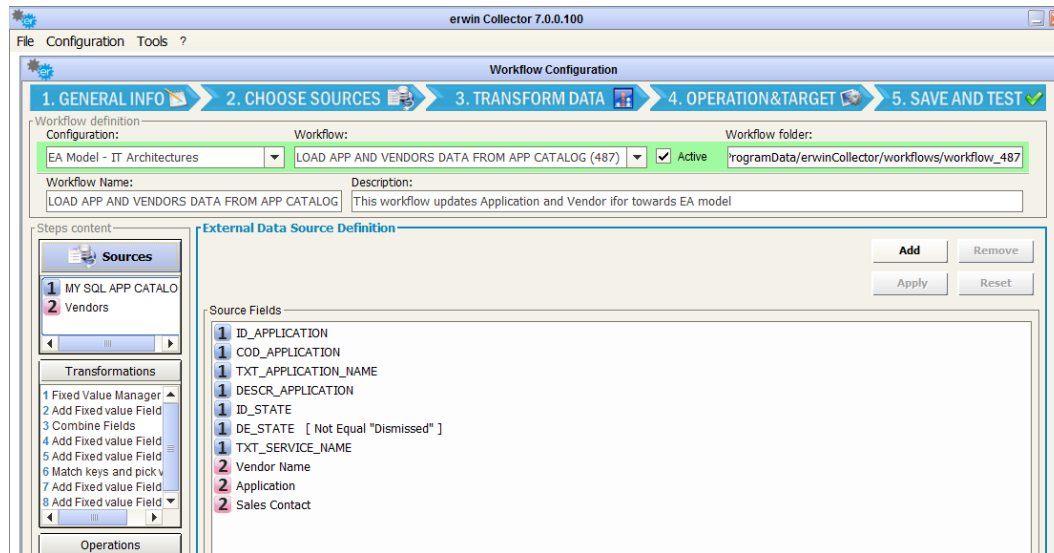 erwin Collector 7.0.0.100
File Configuration Tools ?
Workflow Configuration
1. GENERAL INFO 2. CHOOSE SOURCES 3. TRANSFORM DATA 4. OPERATION&TARGET 5. SAVE AND TEST
Workflow definition
Configuration: Workflow: Workflow folder:
EA Model - IT Architectures LOAD APP AND VENDORS DATA FROM APP CATALOG (487) Active ProgramData/erwinCollector/workflows/workflow_487
Workflow Name: Description:
LOAD APP AND VENDORS DATA FROM APP CATALOG This workflow updates Application and Vendor ifor towards EA model
Steps content
External Data Source Definition
Sources
Add Remove
Apply Reset
1 MY SQL APP CATALO
2 Vendors
Source Fields
1 ID_APPLICATION
1 COD_APPLICATION
1 TXT_APPLICATION_NAME
1 DESCR_APPLICATION
1 ID_STATE
1 DE_STATE [ Not Equal "Dismissed" ]
1 TXT_SERVICE_NAME
2 Vendor Name
2 Application
2 Sales Contact
Transformations
1 Fixed Value Manager
2 Add Fixed value Field
3 Combine Fields
4 Add Fixed value Field
5 Add Fixed value Field
6 Match keys and pick v
7 Add Fixed value Field
8 Add Fixed value Field
Operations